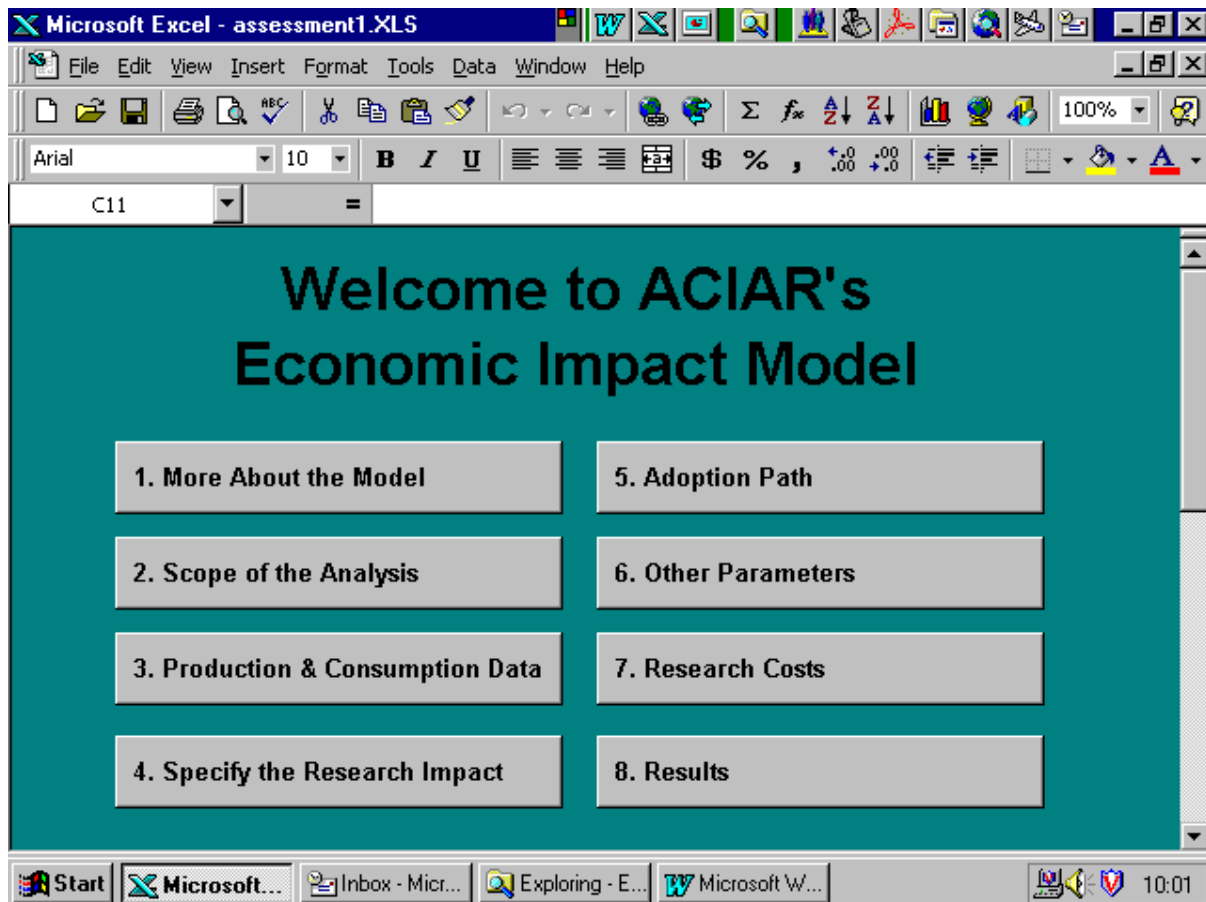 Microsoft Excel - assessment1.XLS
File Edit View Insert Format Tools Data Window Help
100%
Arial 10 B I U $ % ,
C11 =
Welcome to ACIAR's
Economic Impact Model
1. More About the Model
5. Adoption Path
2. Scope of the Analysis
6. Other Parameters
3. Production & Consumption Data
7. Research Costs
4. Specify the Research Impact
8. Results
Start Microsoft... Inbox - Micr... Exploring - E... Microsoft W... 10:01